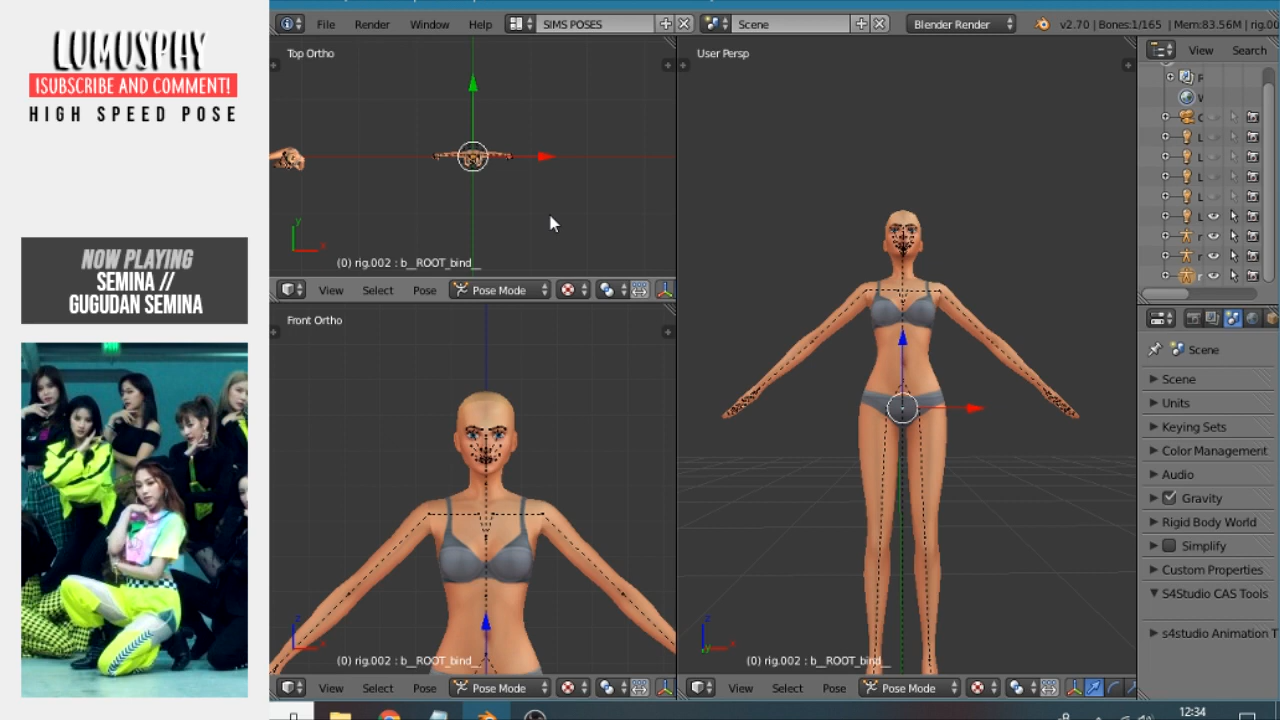 LUMUSPHY
!SUBSCRIBE AND COMMENT!
HIGH SPEED POSE
NOW PLAYING
SEMINA //
GUGUDAN SEMINA
File Render Window Help SIMS POSES Scene Blender Render v2.70 | Bones:1/165 | Mem:83.56M | rig.00
Top Ortho
(0) rig.002 : b__ROOT_bind__
View Select Pose Pose Mode
Front Ortho
(0) rig.002 : b__ROOT_bind__
View Select Pose Pose Mode
User Persp
(0) rig.002 : b__ROOT_bind__
View Select Pose Pose Mode
View Search
Scene
Scene
Units
Keying Sets
Color Management
Audio
Gravity
Rigid Body World
Simplify
Custom Properties
S4Studio CAS Tools
s4studio Animation T
12:34